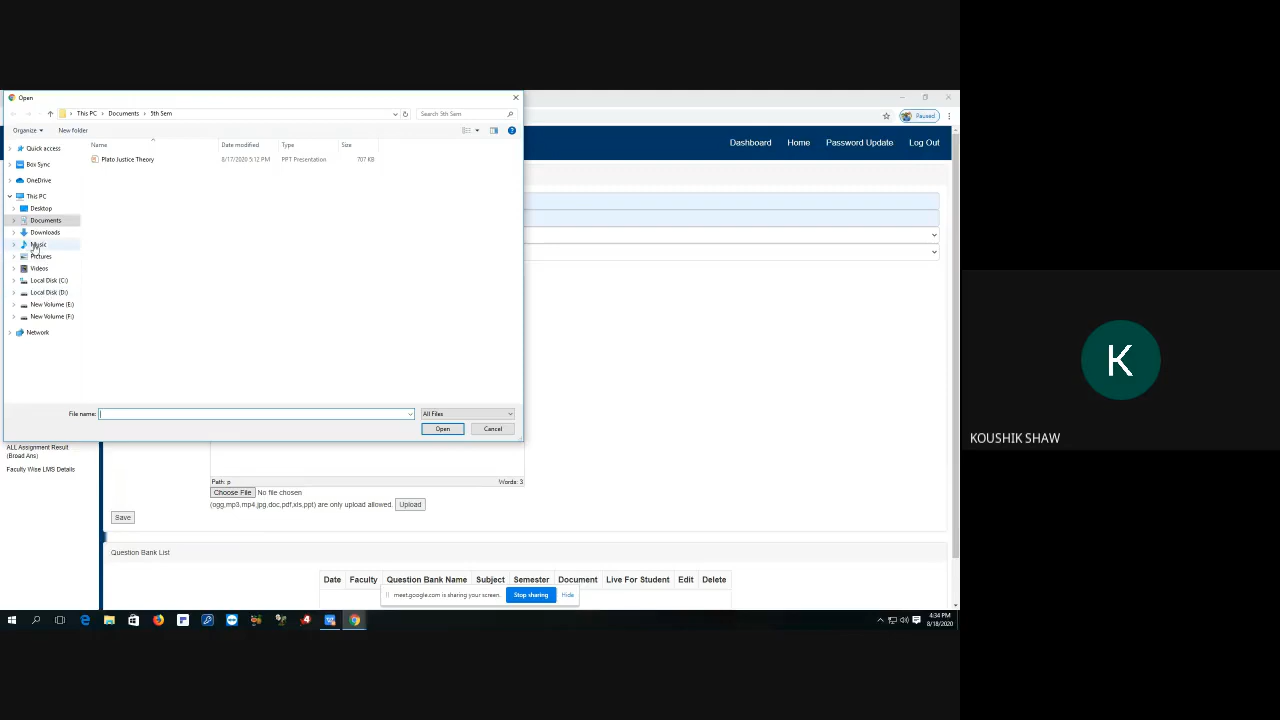 Open
This PC > Documents > 5th Sem
Search 5th Sem
Organize
New folder
Paused
Dashboard Home Password Update Log Out
Name Date modified Type Size
Plato Justice Theory 8/17/2020 5:12 PM PPT Presentation 707 KB
Quick access
Box Sync
OneDrive
This PC
Desktop
Documents
Downloads
Music
Pictures
Videos
Local Disk (C:)
Local Disk (D:)
New Volume (E:)
New Volume (F:)
Network
File name:
All Files
Open Cancel
ALL Assignment Result
(Broad Ans)
Faculty Wise LMS Details
Path: p Words: 3
Choose File No file chosen
(ogg,mp3,mp4,jpg,doc,pdf,xls,ppt) are only upload allowed. Upload
Save
Question Bank List
Date Faculty Question Bank Name Subject Semester Document Live For Student Edit Delete
meet.google.com is sharing your screen. Stop sharing Hide
4:34 PM
8/18/2020
K
KOUSHIK SHAW